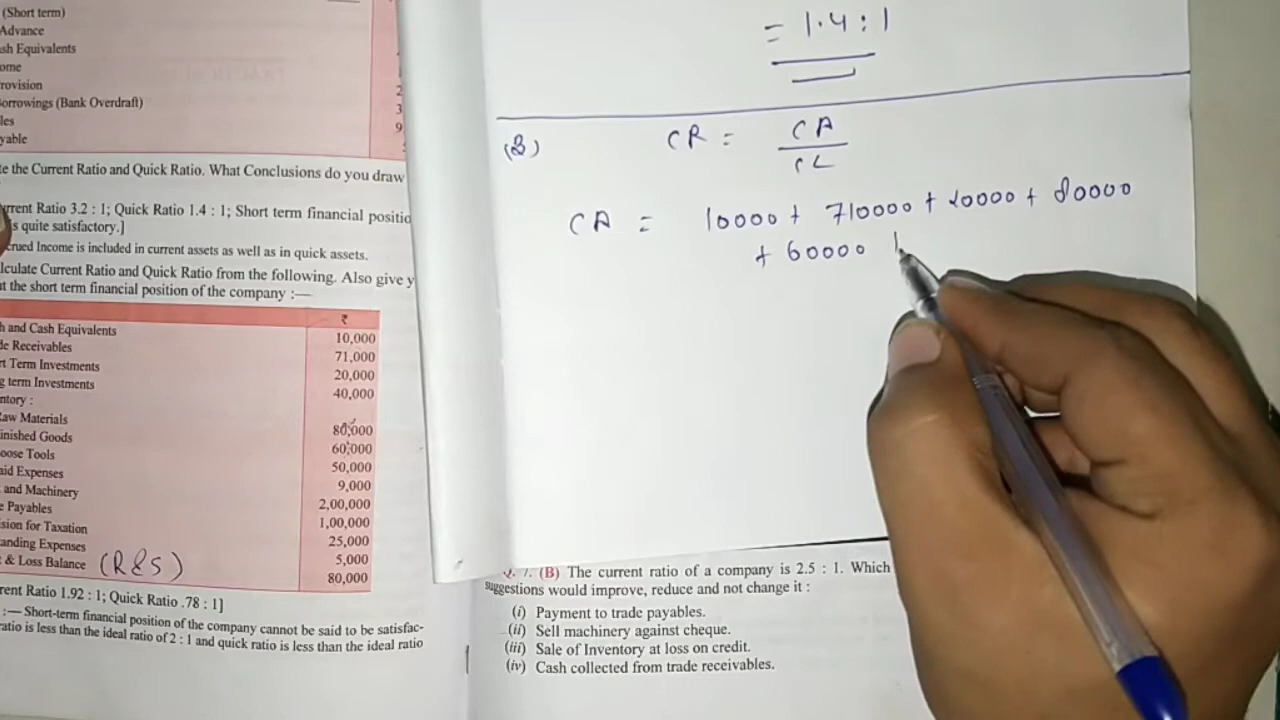 (Short term)
Advance
sh Equivalents
ome
rovision
2
orrowings (Bank Overdraft)
3
les
9
yable
te the Current Ratio and Quick Ratio. What Conclusions do you draw
rrent Ratio 3.2 : 1; Quick Ratio 1.4 : 1; Short term financial positio
is quite satisfactory.]
crued Income is included in current assets as well as in quick assets.
lculate Current Ratio and Quick Ratio from the following. Also give y
ut the short term financial position of the company :—
₹
h and Cash Equivalents 10,000
de Receivables 71,000
rt Term Investments 20,000
g term Investments 40,000
ntory :
Raw Materials 80,000
inished Goods 60,000
oose Tools 50,000
aid Expenses 9,000
and Machinery 2,00,000
e Payables 1,00,000
ision for Taxation 25,000
anding Expenses 5,000
& Loss Balance (R&S) 80,000
rent Ratio 1.92 : 1; Quick Ratio .78 : 1]
:— Short-term financial position of the company cannot be said to be satisfac-
ratio is less than the ideal ratio of 2 : 1 and quick ratio is less than the ideal ratio
= 1.4 : 1
(B) CR = CA
CL
CA = 10000 + 710000 + 20000 + 80000
+ 60000
Q. 7. (B) The current ratio of a company is 2.5 : 1. Which
suggestions would improve, reduce and not change it :
(i) Payment to trade payables.
(ii) Sell machinery against cheque.
(iii) Sale of Inventory at loss on credit.
(iv) Cash collected from trade receivables.